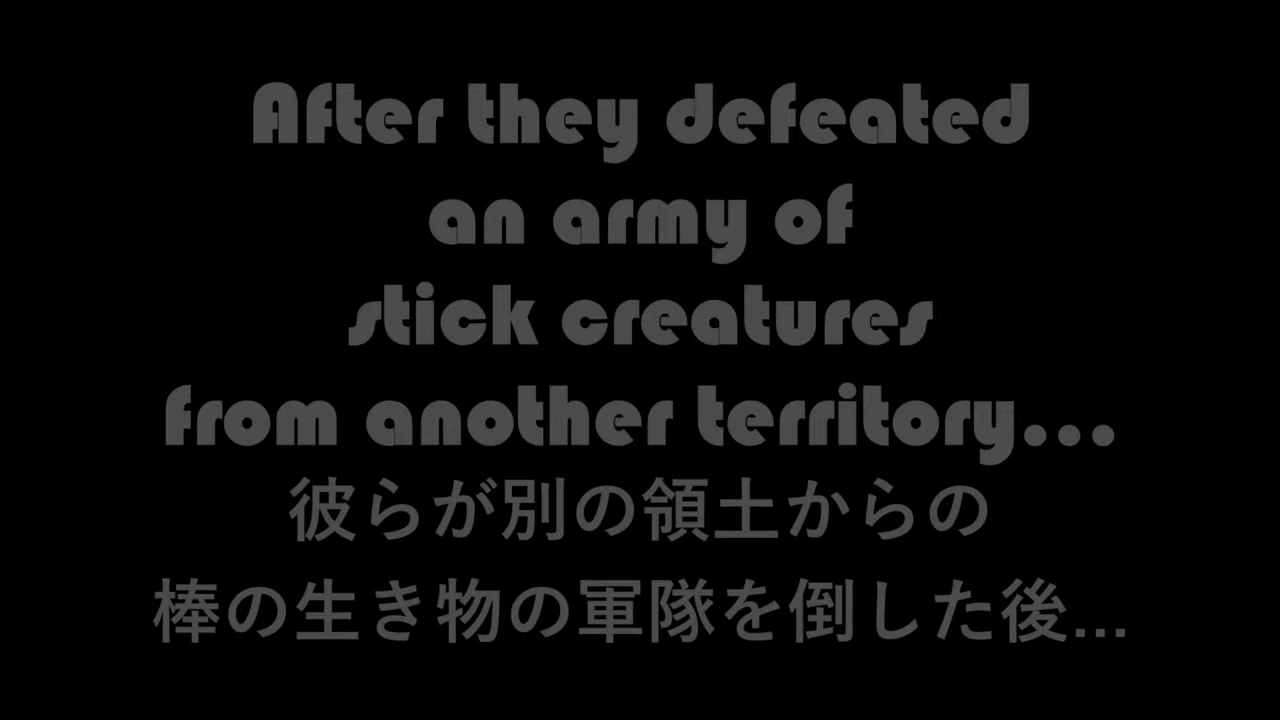 After they defeated
an army of
stick creatures
from another territory...
彼らが別の領土からの
棒の生き物の軍隊を倒した後...